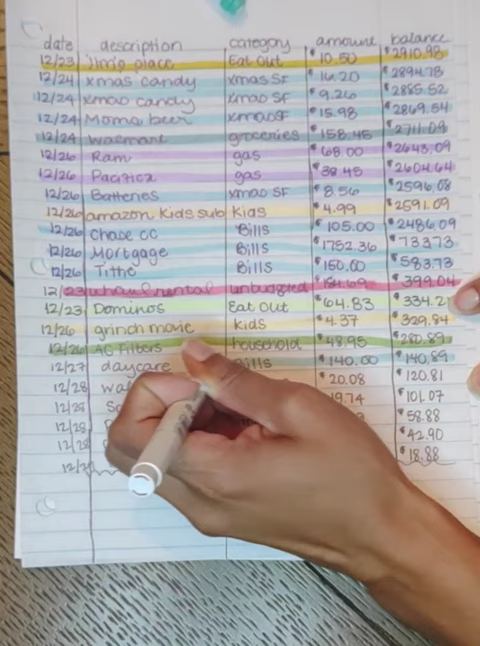 date description category amount balance
12/23 Jim's place Eat Out $10.50 $2910.98
12/24 xmas candy xmas SF $16.20 $2894.78
12/24 xmas candy xmas SF $9.26 $2885.52
12/24 Moms beer xmas SF $15.98 $2869.54
12/24 walmart groceries $158.45 $2711.09
12/26 Ram gas $68.00 $2643.09
12/26 Pacifica gas $38.45 $2604.64
12/26 Batteries xmas SF $8.56 $2596.08
12/26 amazon Kids sub Kids $4.99 $2591.09
12/26 Chase CC Bills $105.00 $2486.09
12/26 Mortgage Bills $1752.36 $733.73
12/26 Tithe Bills $150.00 $583.73
12/23 uhaul rental unbudgeted $184.69 $399.04
12/23 Dominos Eat Out $64.83 $334.21
12/26 grinch movie kids $4.37 $329.84
12/26 AC Filters household $48.95 $280.89
12/27 daycare Bills $140.00 $140.89
12/28 $20.08 $120.81
12/28 19.74 $101.07
12/28 $58.88
12/28 $42.90
$18.88